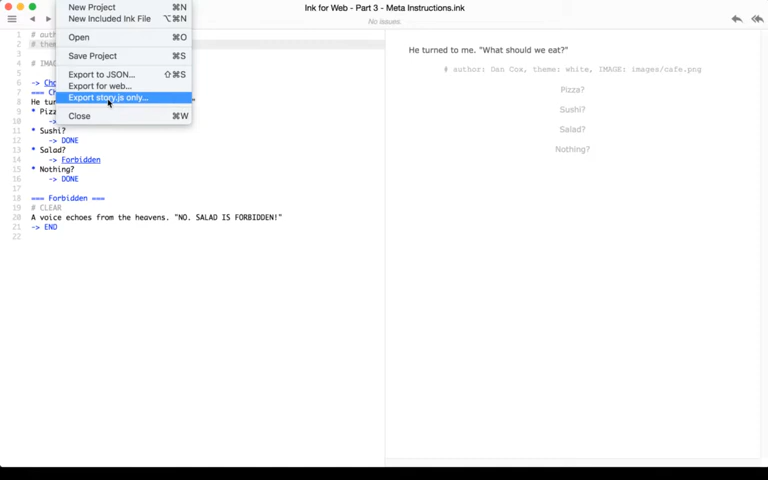 New Project ⌘N
Ink for Web - Part 3 - Meta Instructions.ink
New Included Ink File ⌥⌘N
No Issues.
Open ⌘O
Save Project ⌘S
Export to JSON... ⇧⌘S
Export for web...
Export story.js only...
Close ⌘W
1 # auth
2 # them
3
4 # IMAG
5
6 -> Cho
7 === Ch
8 He tur "
9 * Pizz
10 ->
11 * Sushi?
12 -> DONE
13 * Salad?
14 -> Forbidden
15 * Nothing?
16 -> DONE
17
18 === Forbidden ===
19 # CLEAR
20 A voice echoes from the heavens. "NO. SALAD IS FORBIDDEN!"
21 -> END
22
He turned to me. "What should we eat?"
# author: Dan Cox, theme: white, IMAGE: images/cafe.png
Pizza?
Sushi?
Salad?
Nothing?